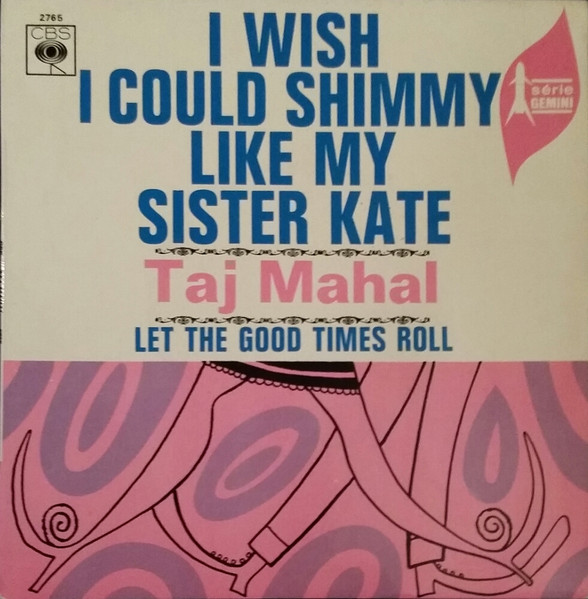 2765
CBS
I WISH
I COULD SHIMMY
LIKE MY
SISTER KATE
série
GEMINI
Taj Mahal
LET THE GOOD TIMES ROLL